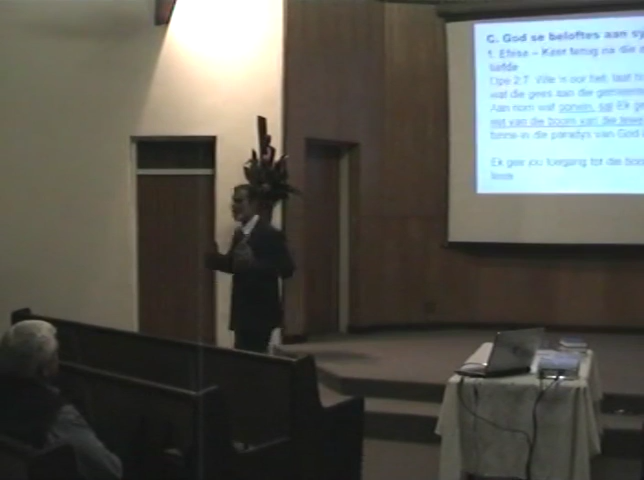 C. God se beloftes aan sy
1. Efese – Keer terug na die
liefde
Ope 2:7 Wie 'n oor het, laat
wat die gees aan die gemeente
Aan hom wat oorwin, sal Ek
eet van die boom van die lewe
binne-in die paradys van God
Ek gee jou toegang tot die boom
lewe